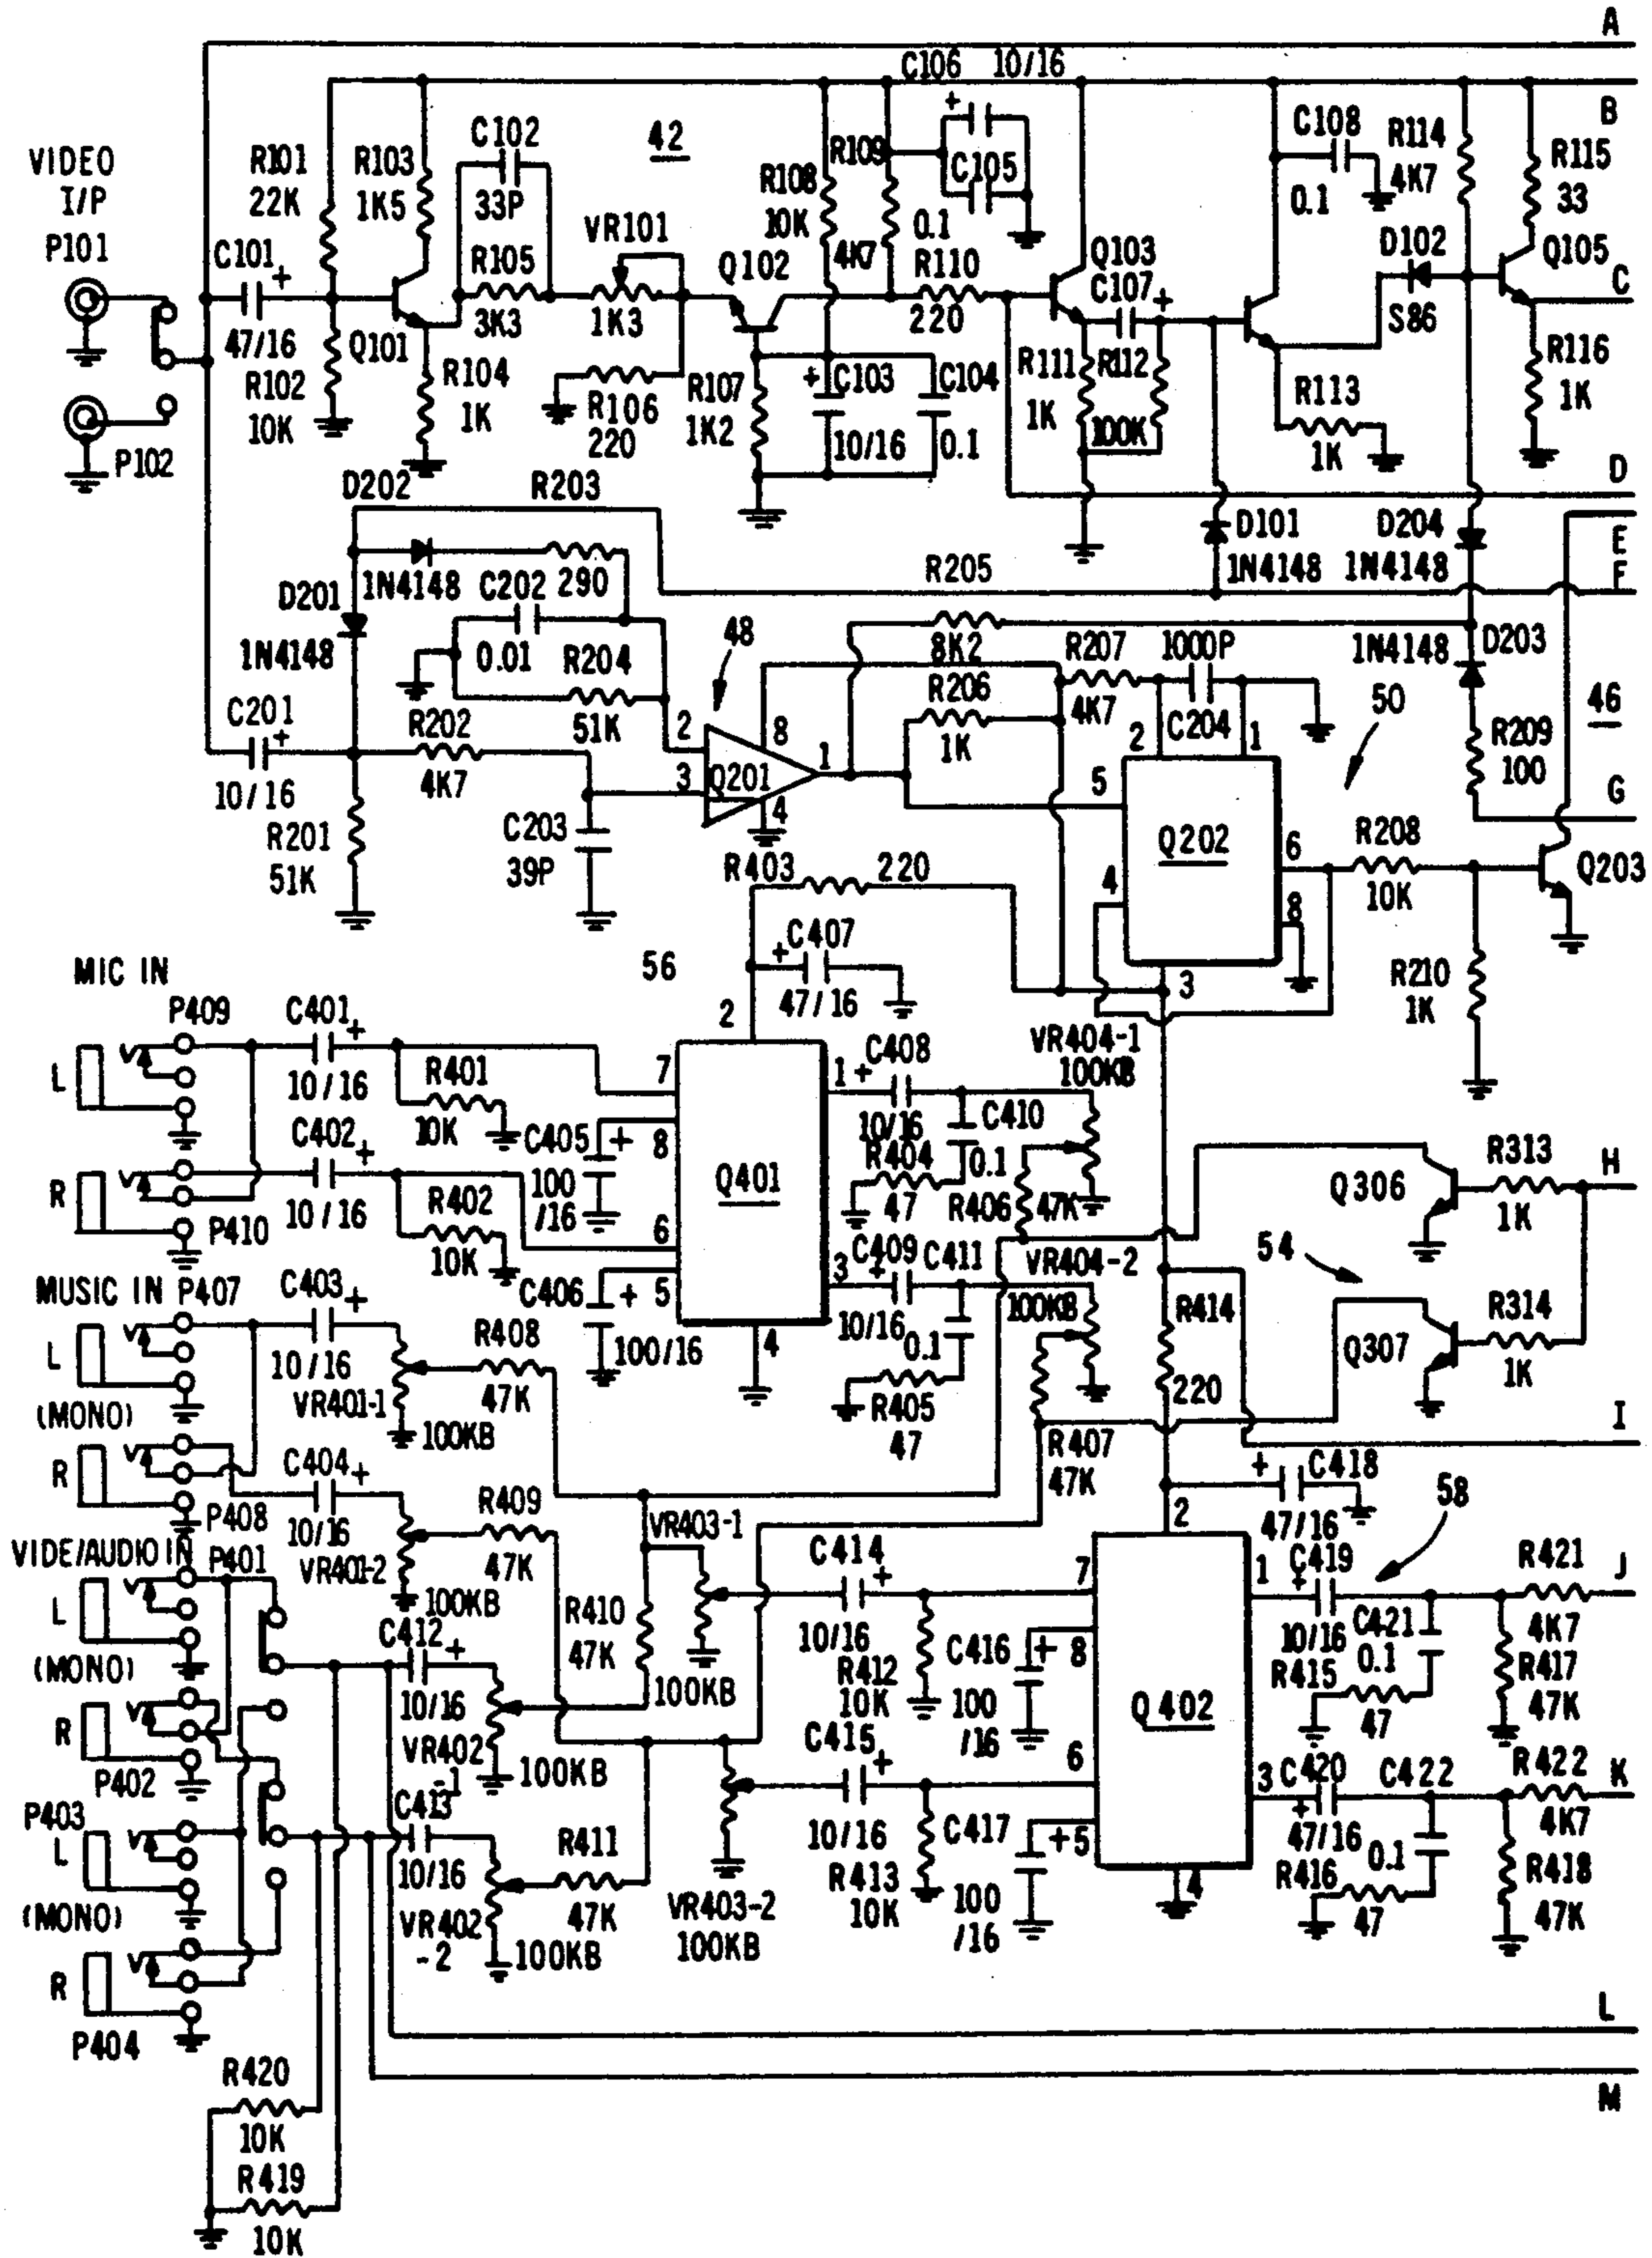 A
C106 10/16
B
VIDEO
I/P
P101
R101
22K
R103
1K5
C102
33P
42
R108
10K
R109
4K7
C105
0.1
C108
0.1
R114
4K7
R115
33
C101
+
47/16
R102
10K
Q101
R105
3K3
VR101
1K3
Q102
R110
220
Q103
C107
+
D102
S86
Q105
C
P102
R104
1K
R106
220
R107
1K2
+
C103
10/16
C104
0.1
R111
1K
R112
100K
R113
1K
R116
1K
D
D202
1N4148
R203
290
D101
1N4148
D204
1N4148
E
F
D201
1N4148
C202
0.01
R204
51K
48
R205
8K2
R206
1K
R207
4K7
1000P
C204
1N4148
D203
50
46
C201
+
10/16
R202
4K7
2
3
Q201
8
1
4
2
1
5
R209
100
G
R201
51K
C203
39P
R403
220
Q202
4
6
8
3
R208
10K
Q203
R210
1K
MIC IN
56
+
C407
47/16
2
P409
L
C401
+
10/16
R401
10K
7
1
+
C408
10/16
VR404-1
100KB
C402
+
10/16
C405
+
100
/16
8
Q401
C410
0.1
R404
47
R406
47K
R
P410
R402
10K
6
Q306
R313
1K
H
MUSIC IN
P407
L
C403
+
10/16
C406
+
100/16
5
3
4
C409
+
10/16
C411
0.1
VR404-2
100KB
54
R414
220
Q307
R314
1K
(MONO)
VR401-1
100KB
R408
47K
R405
47
R407
47K
I
R
P408
C404
+
10/16
VR401-2
100KB
R409
47K
+
C418
47/16
58
2
VIDE/AUDIO IN
P401
L
VR403-1
100KB
C414
+
10/16
7
1
C419
+
10/16
R421
4K7
J
(MONO)
C412
+
10/16
R410
47K
R412
10K
C416
+
100
/16
8
C421
0.1
R415
47
R417
47K
R
P402
VR402
-1
100KB
C415
+
10/16
6
Q402
3
C420
+
47/16
C422
0.1
R422
4K7
K
P403
L
C413
10/16
R411
47K
VR403-2
100KB
R413
10K
C417
+
100
/16
5
4
R416
47
R418
47K
(MONO)
VR402
-2
100KB
R
P404
L
M
R420
10K
R419
10K